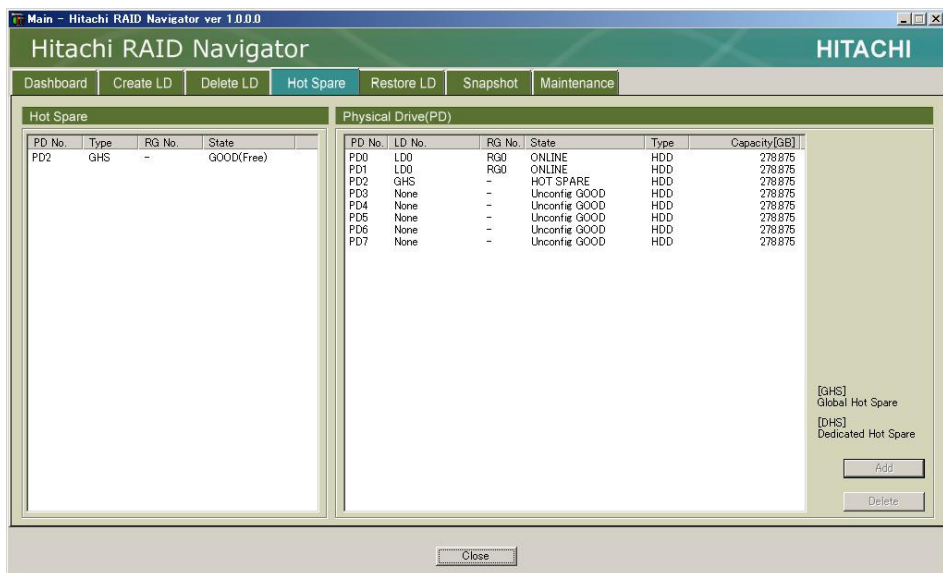 Main - Hitachi RAID Navigator ver 1.0.0.0
Hitachi RAID Navigator
HITACHI
Dashboard Create LD Delete LD Hot Spare Restore LD Snapshot Maintenance
Hot Spare
PD No. Type RG No. State
PD2 GHS - GOOD(Free)
Physical Drive(PD)
PD No. LD No. RG No. State Type Capacity[GB]
PD0 LD0 RG0 ONLINE HDD 278.875
PD1 LD0 RG0 ONLINE HDD 278.875
PD2 GHS - HOT SPARE HDD 278.875
PD3 None - Unconfig GOOD HDD 278.875
PD4 None - Unconfig GOOD HDD 278.875
PD5 None - Unconfig GOOD HDD 278.875
PD6 None - Unconfig GOOD HDD 278.875
PD7 None - Unconfig GOOD HDD 278.875
[GHS]
Global Hot Spare
[DHS]
Dedicated Hot Spare
Add
Delete
Close